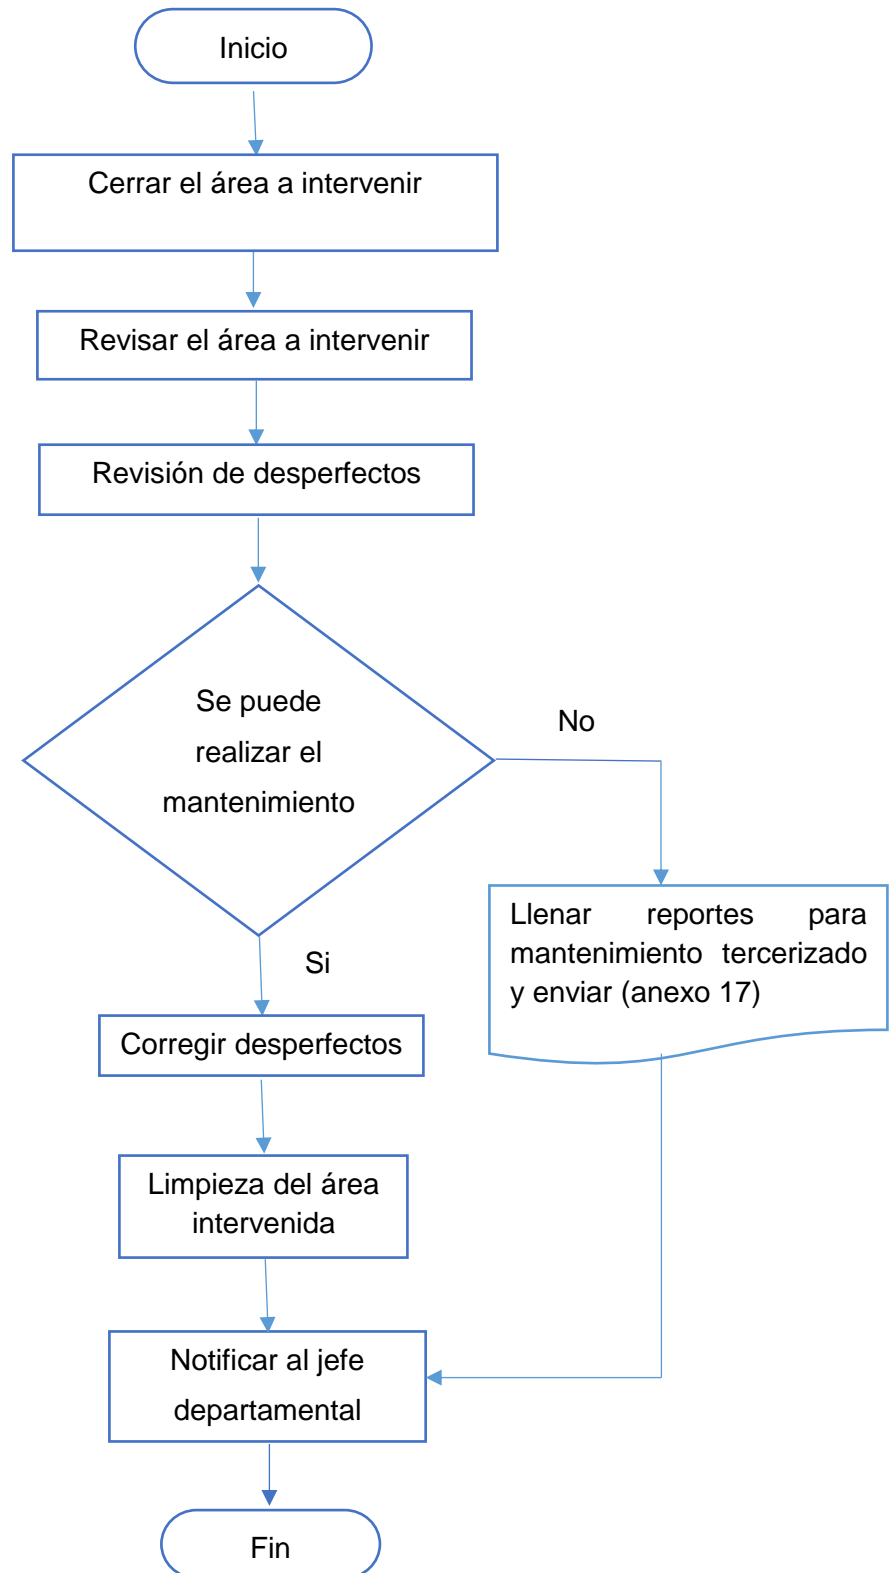 Inicio
Cerrar el área a intervenir
Revisar el área a intervenir
Revisión de desperfectos
Se puede
realizar el
mantenimiento
No
Llenar reportes para
mantenimiento tercerizado
y enviar (anexo 17)
Si
Corregir desperfectos
Limpieza del área
intervenida
Notificar al jefe
departamental
Fin